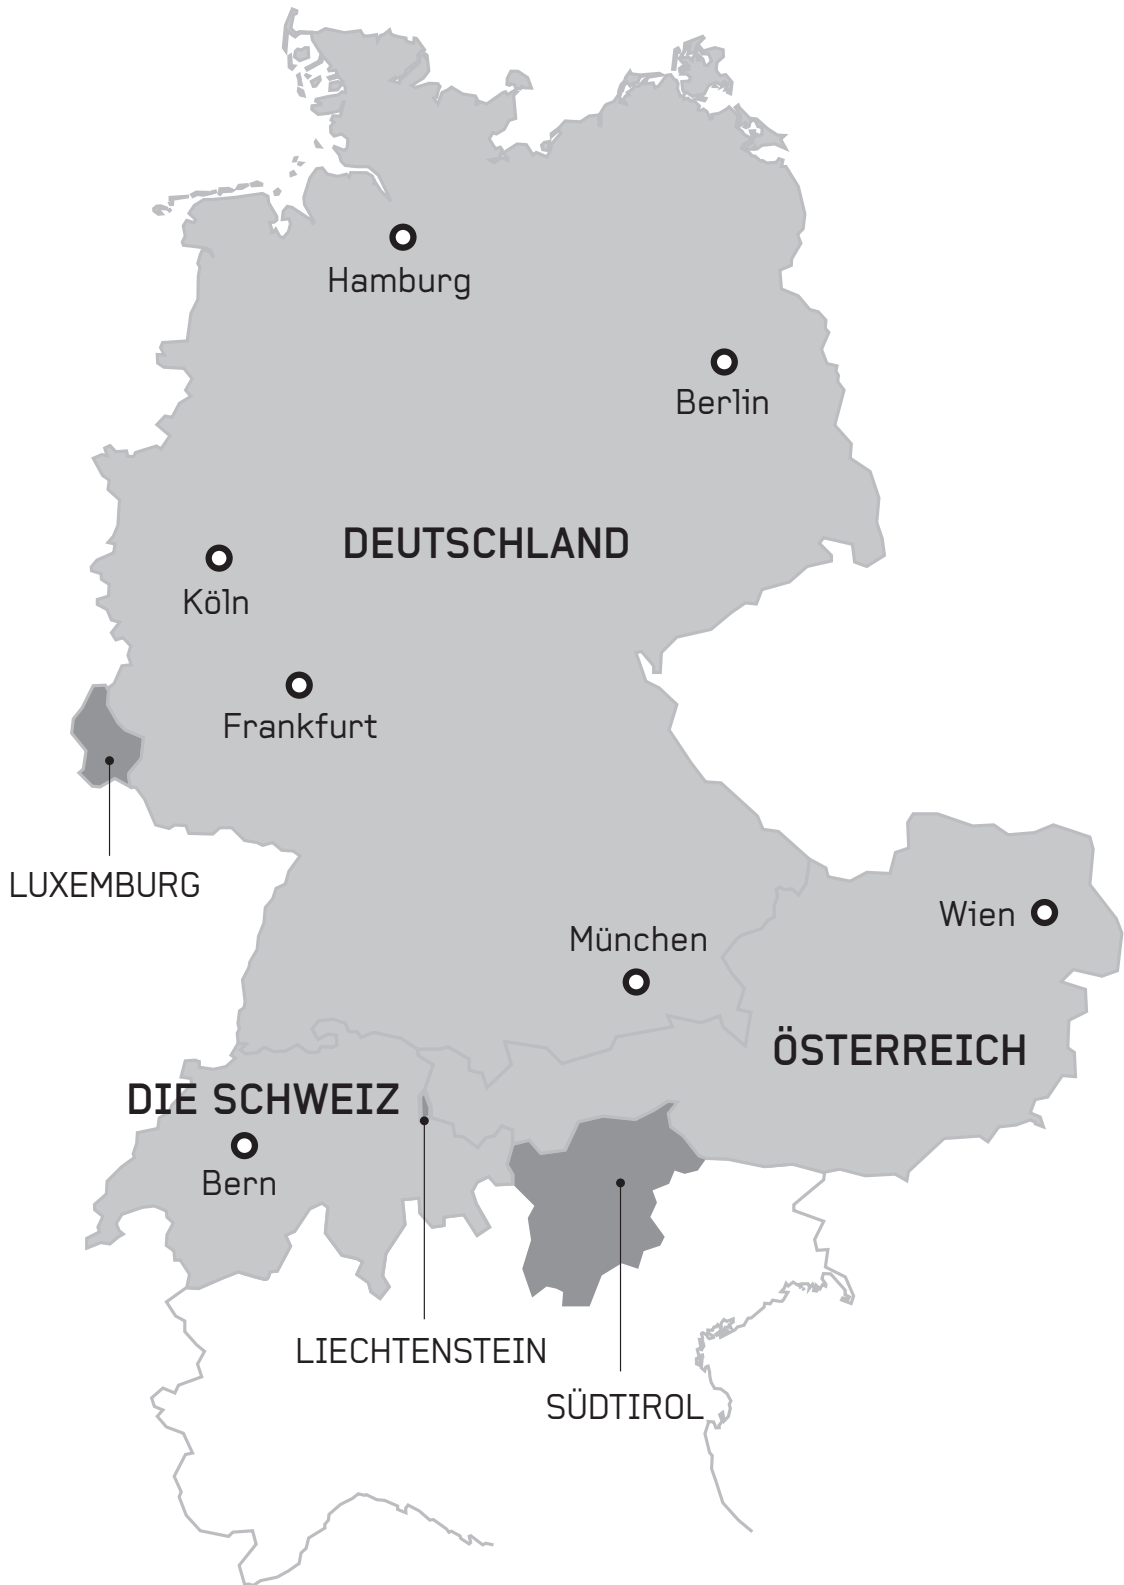 Hamburg
Berlin
DEUTSCHLAND
Köln
Frankfurt
LUXEMBURG
Wien
München
ÖSTERREICH
DIE SCHWEIZ
Bern
LIECHTENSTEIN
SÜDTIROL